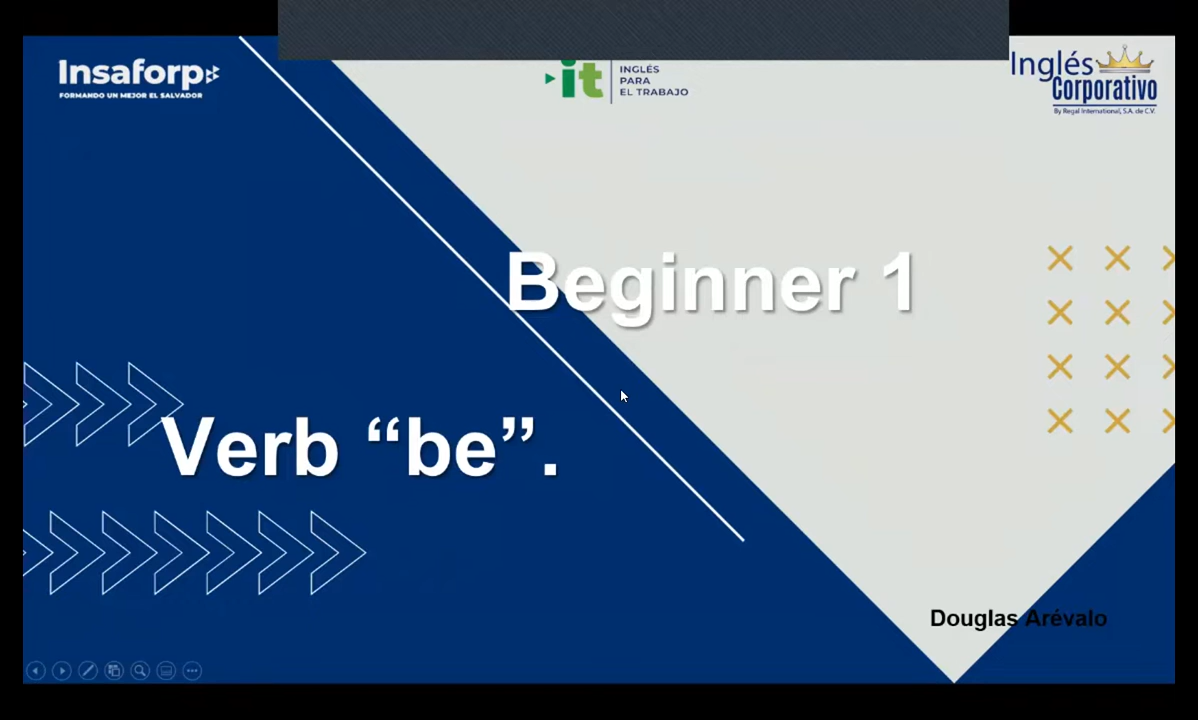 Insaforp
FORMANDO UN MEJOR EL SALVADOR
it
INGLÉS
PARA
EL TRABAJO
Inglés
Corporativo
By Regal International, S.A. de C.V.
Beginner 1
Verb “be”.
Douglas Arévalo